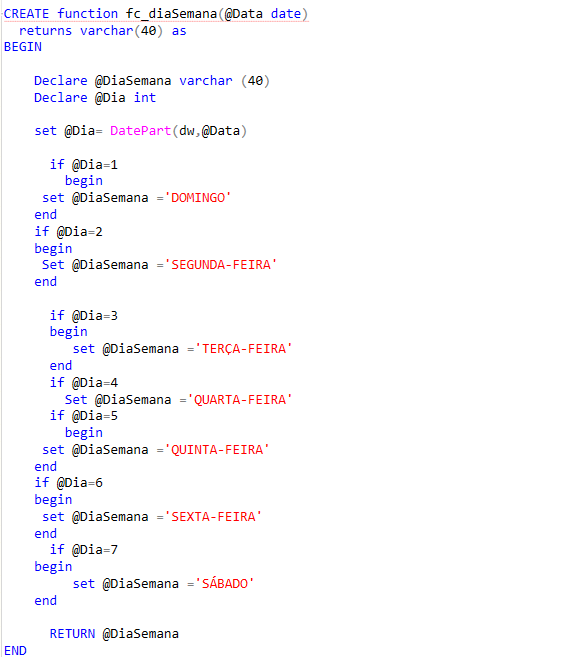 CREATE function fc_diaSemana(@Data date)
returns varchar(40) as
BEGIN
Declare @DiaSemana varchar (40)
Declare @Dia int
set @Dia= DatePart(dw,@Data)
if @Dia=1
begin
set @DiaSemana ='DOMINGO'
end
if @Dia=2
begin
Set @DiaSemana ='SEGUNDA-FEIRA'
end
if @Dia=3
begin
set @DiaSemana ='TERÇA-FEIRA'
end
if @Dia=4
Set @DiaSemana ='QUARTA-FEIRA'
if @Dia=5
begin
set @DiaSemana ='QUINTA-FEIRA'
end
if @Dia=6
begin
set @DiaSemana ='SEXTA-FEIRA'
end
if @Dia=7
begin
set @DiaSemana ='SÁBADO'
end
RETURN @DiaSemana
END